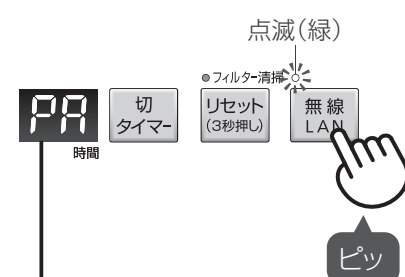 点滅(緑)
フィルター清掃
PA
切
タイマー
リセット
(3秒押し)
無線
LAN
時間
ピッ